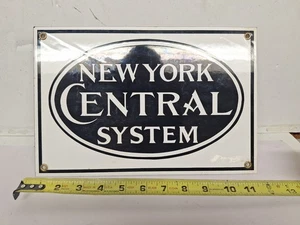 NEW YORK
CENTRAL
SYSTEM
2 3 4 5 6 7 8 9 10 11